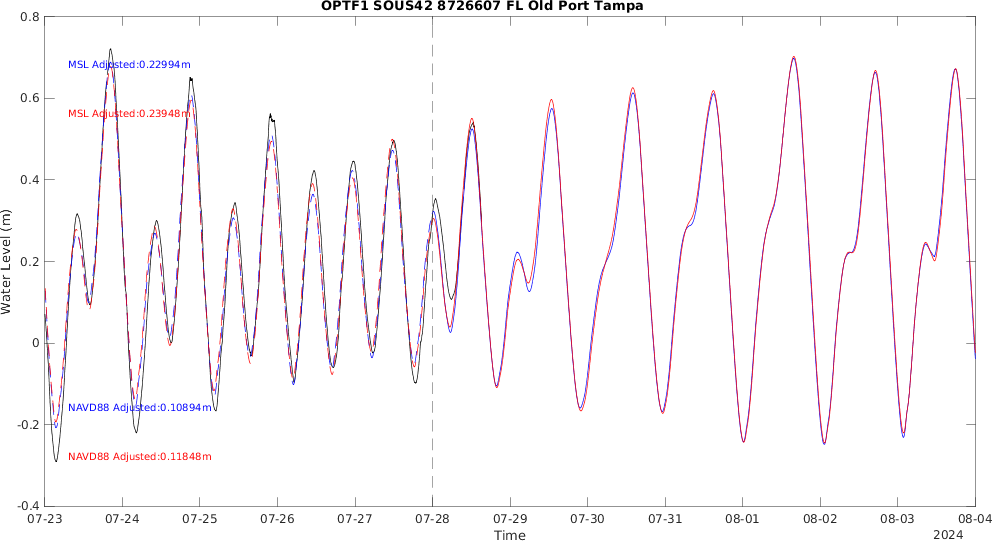 OPTF1 SOUS42 8726607 FL Old Port Tampa
0.8
0.6
0.4
0.2
0
-0.2
-0.4
Water Level (m)
MSL Adjusted:0.22994m
MSL Adjusted:0.23948m
NAVD88 Adjusted:0.10894m
NAVD88 Adjusted:0.11848m
07-23 07-24 07-25 07-26 07-27 07-28 07-29 07-30 07-31 08-01 08-02 08-03 08-04
Time
2024